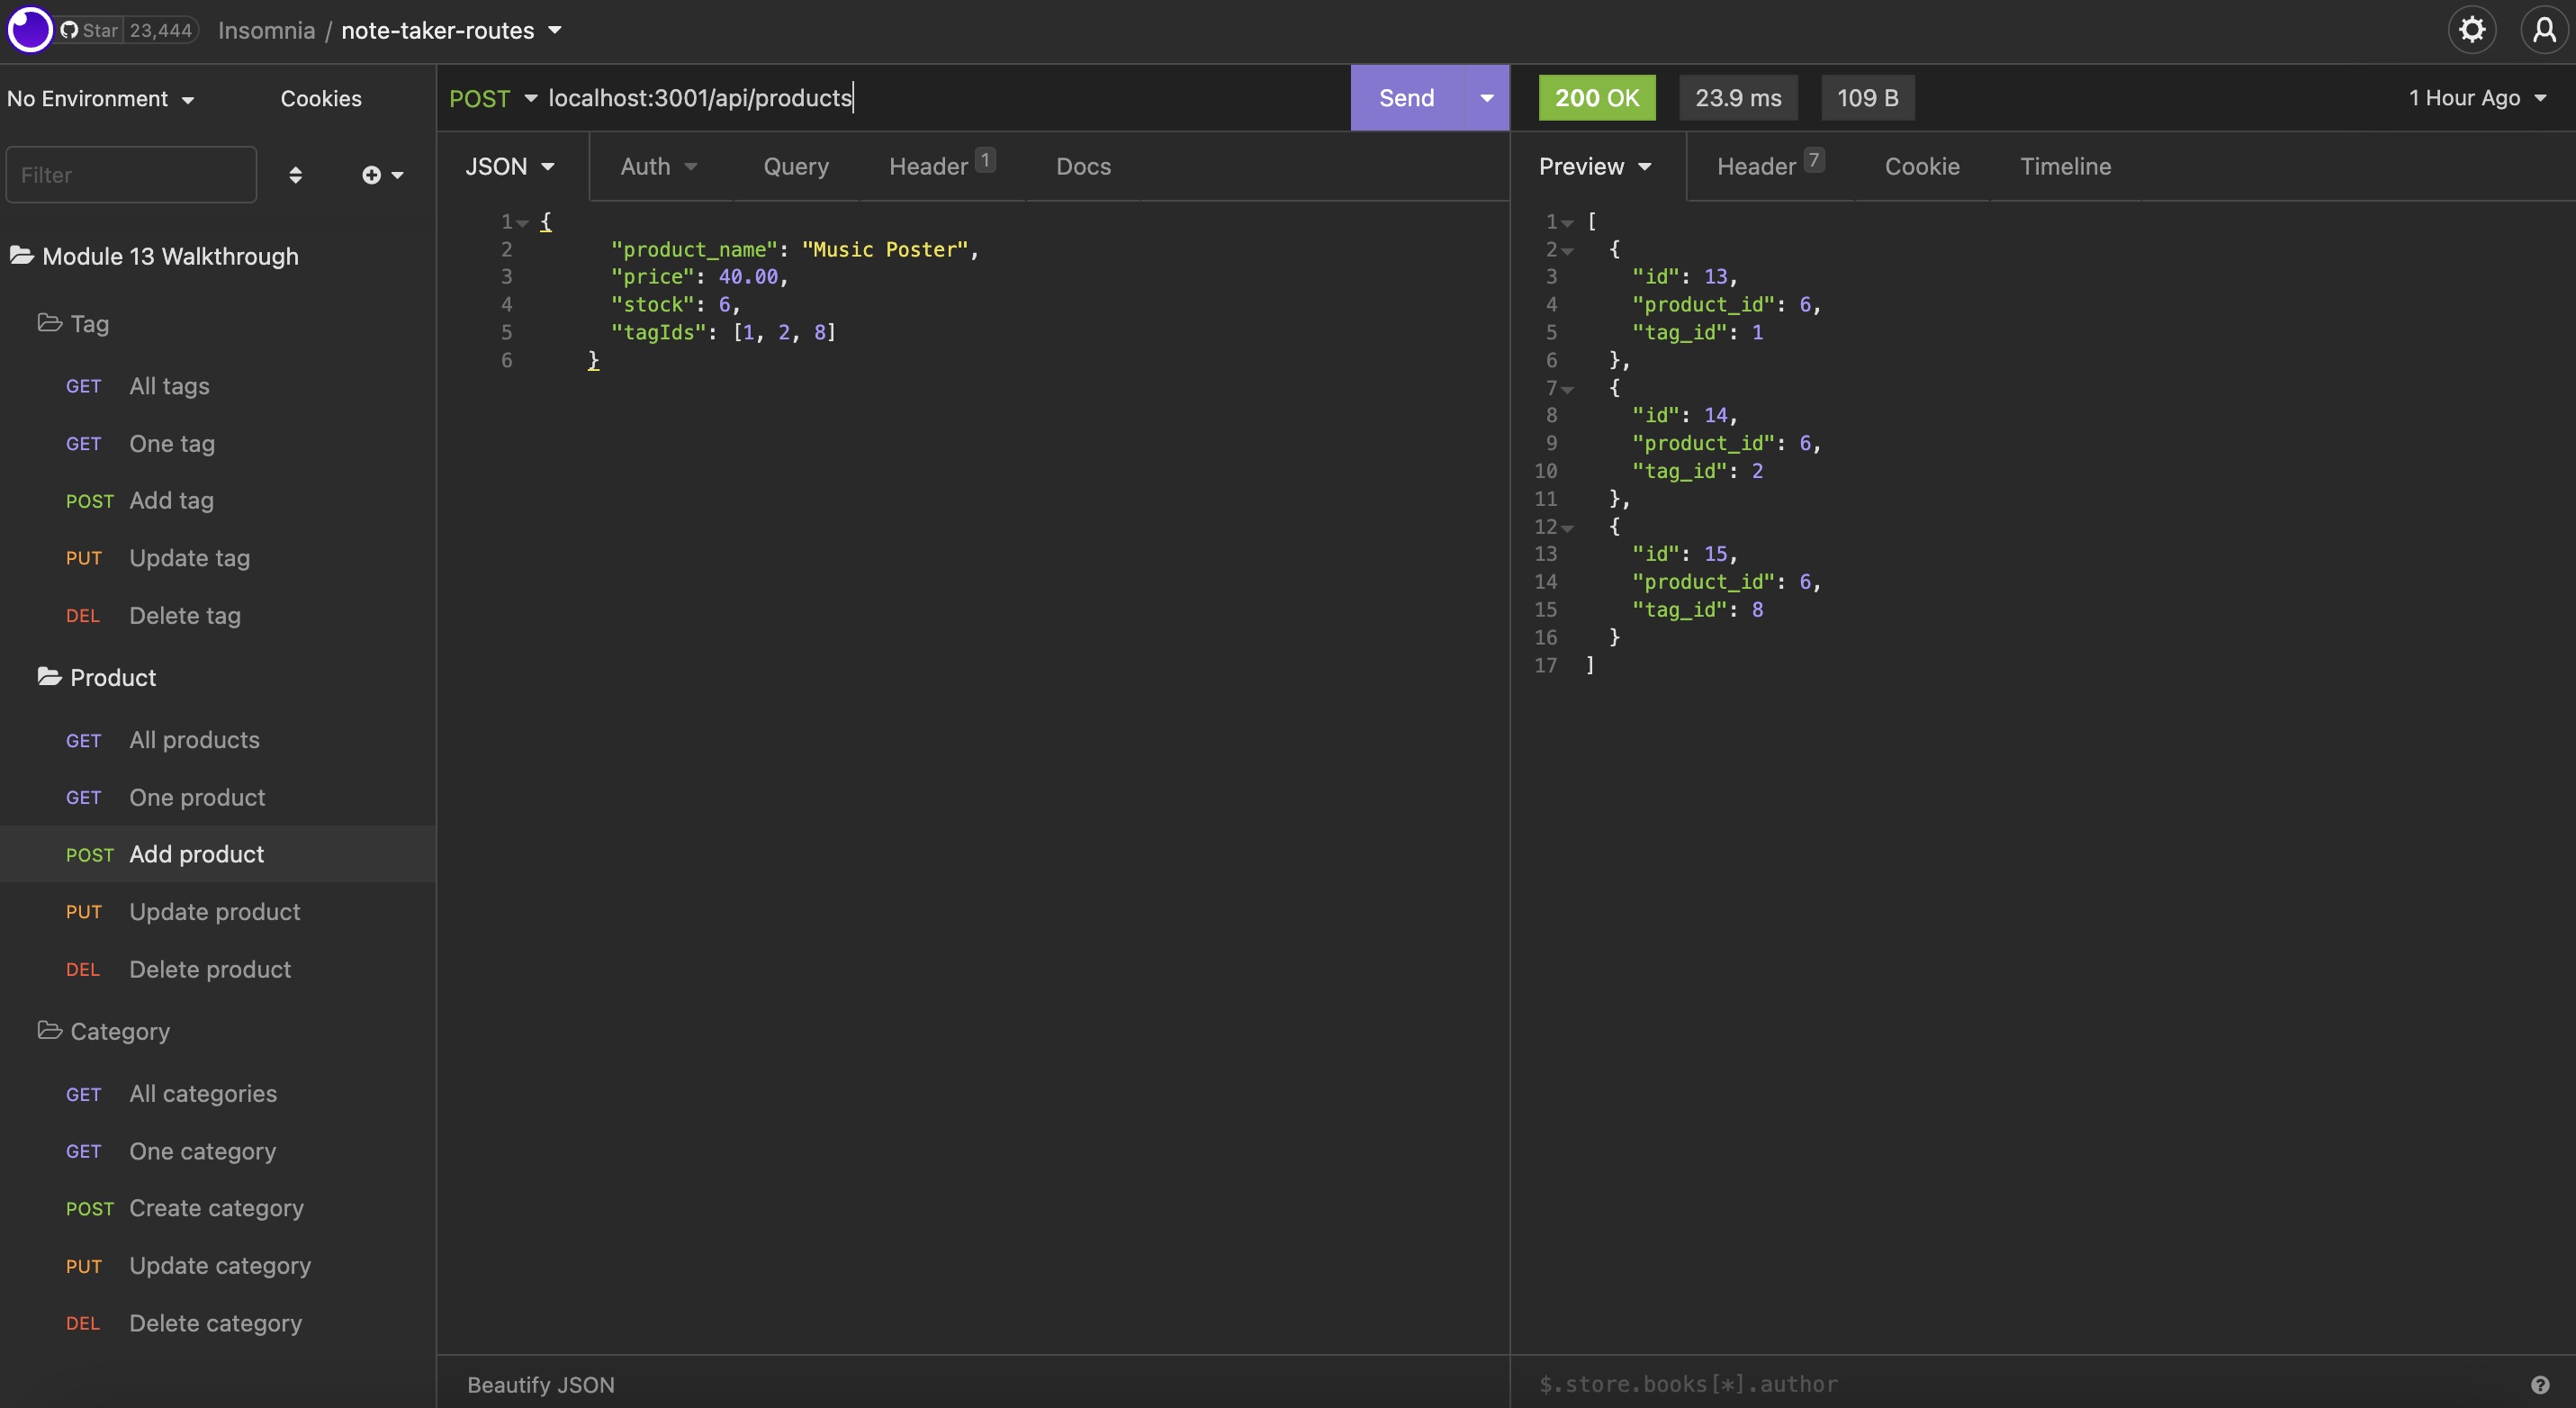 Star 23,444 Insomnia / note-taker-routes
No Environment Cookies
Filter
Module 13 Walkthrough
Tag
GET All tags
GET One tag
POST Add tag
PUT Update tag
DEL Delete tag
Product
GET All products
GET One product
POST Add product
PUT Update product
DEL Delete product
Category
GET All categories
GET One category
POST Create category
PUT Update category
DEL Delete category
POST localhost:3001/api/products Send
JSON Auth Query Header 1 Docs
1 {
2 "product_name": "Music Poster",
3 "price": 40.00,
4 "stock": 6,
5 "tagIds": [1, 2, 8]
6 }
Beautify JSON
200 OK 23.9 ms 109 B 1 Hour Ago
Preview Header 7 Cookie Timeline
1 [
2 {
3 "id": 13,
4 "product_id": 6,
5 "tag_id": 1
6 },
7 {
8 "id": 14,
9 "product_id": 6,
10 "tag_id": 2
11 },
12 {
13 "id": 15,
14 "product_id": 6,
15 "tag_id": 8
16 }
17 ]
$.store.books[*].author